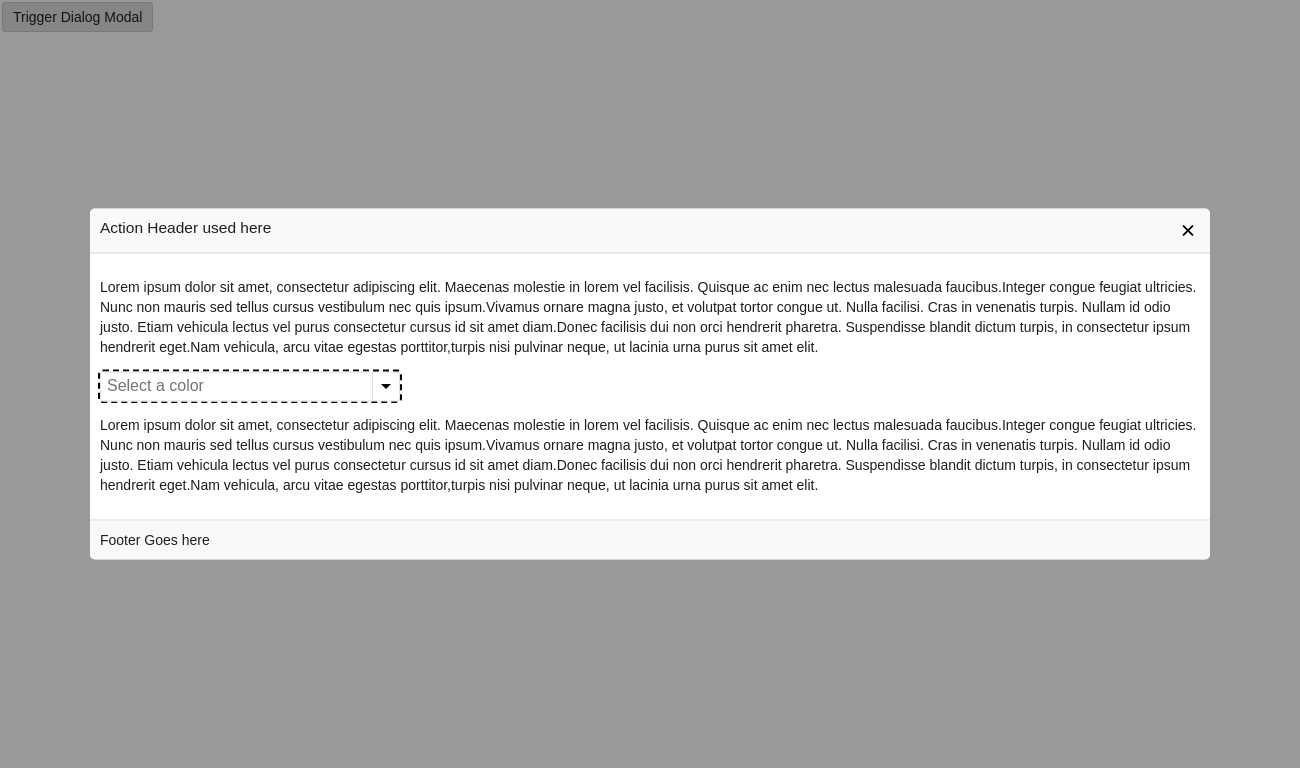 Trigger Dialog Modal
Action Header used here
Lorem ipsum dolor sit amet, consectetur adipiscing elit. Maecenas molestie in lorem vel facilisis. Quisque ac enim nec lectus malesuada faucibus.Integer congue feugiat ultricies.
Nunc non mauris sed tellus cursus vestibulum nec quis ipsum.Vivamus ornare magna justo, et volutpat tortor congue ut. Nulla facilisi. Cras in venenatis turpis. Nullam id odio
justo. Etiam vehicula lectus vel purus consectetur cursus id sit amet diam.Donec facilisis dui non orci hendrerit pharetra. Suspendisse blandit dictum turpis, in consectetur ipsum
hendrerit eget.Nam vehicula, arcu vitae egestas porttitor,turpis nisi pulvinar neque, ut lacinia urna purus sit amet elit.
Select a color
Lorem ipsum dolor sit amet, consectetur adipiscing elit. Maecenas molestie in lorem vel facilisis. Quisque ac enim nec lectus malesuada faucibus.Integer congue feugiat ultricies.
Nunc non mauris sed tellus cursus vestibulum nec quis ipsum.Vivamus ornare magna justo, et volutpat tortor congue ut. Nulla facilisi. Cras in venenatis turpis. Nullam id odio
justo. Etiam vehicula lectus vel purus consectetur cursus id sit amet diam.Donec facilisis dui non orci hendrerit pharetra. Suspendisse blandit dictum turpis, in consectetur ipsum
hendrerit eget.Nam vehicula, arcu vitae egestas porttitor,turpis nisi pulvinar neque, ut lacinia urna purus sit amet elit.
Footer Goes here